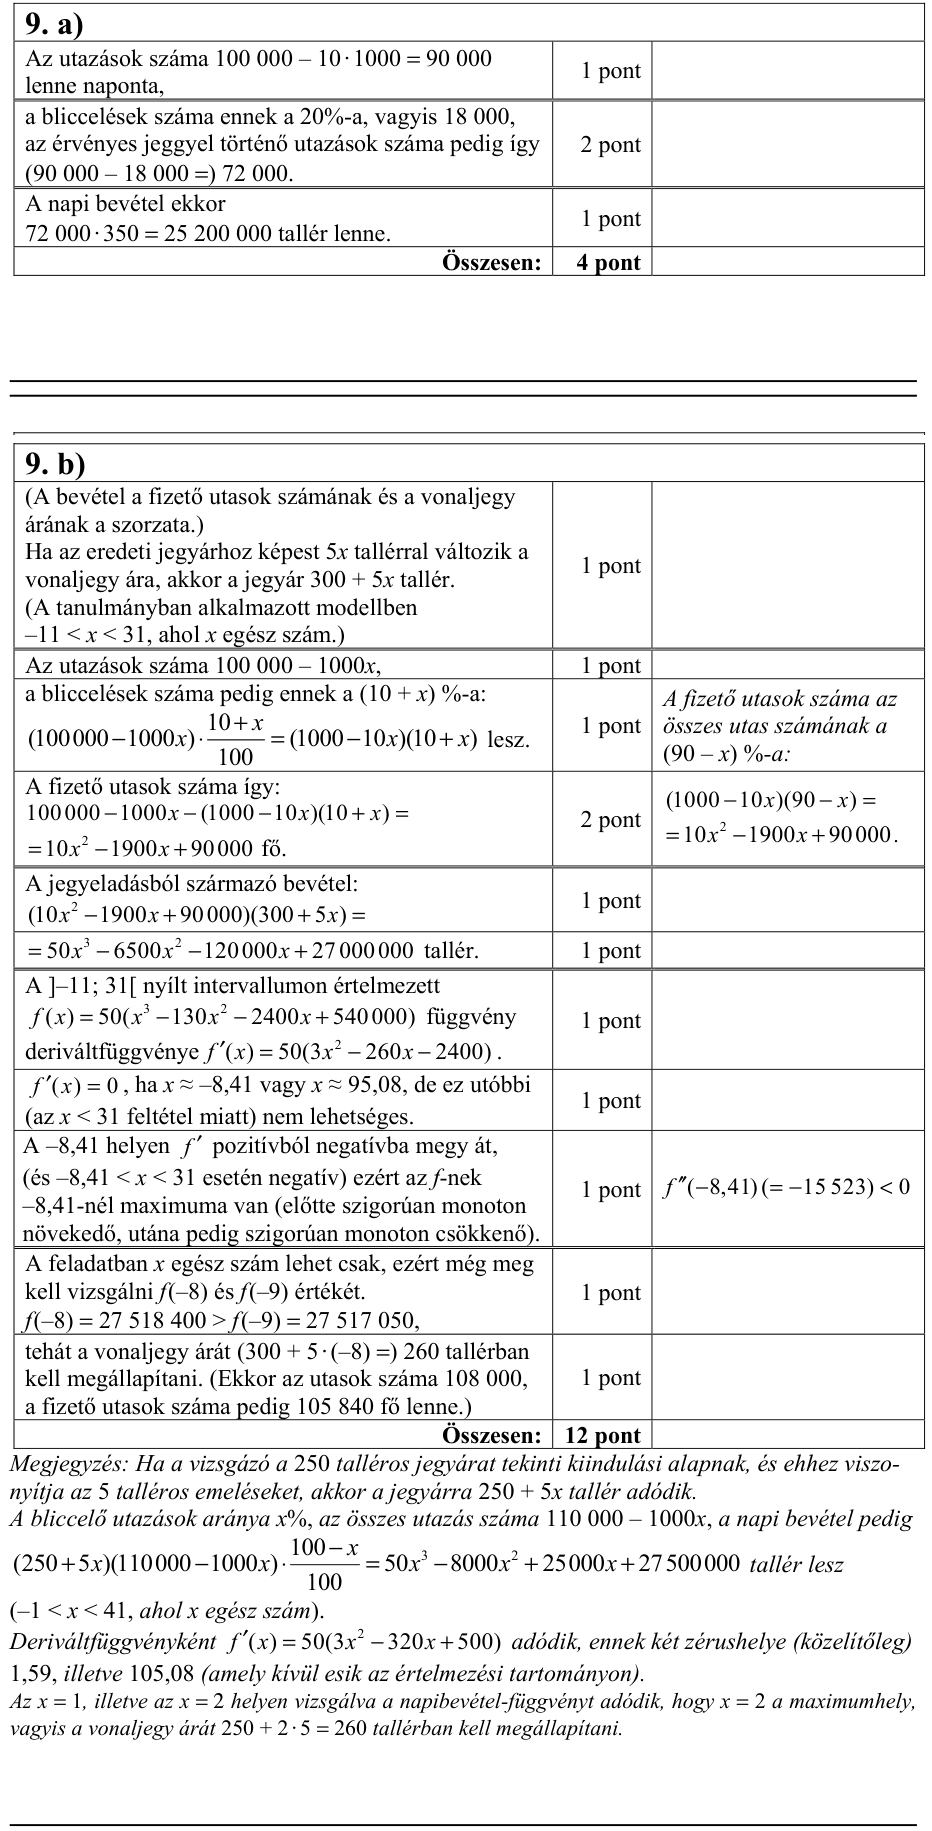 9. a)
Az utazások száma 100 000 – 10·1000 = 90 000
lenne naponta,
1 pont
a bliccelések száma ennek a 20%-a, vagyis 18 000,
az érvényes jeggyel történő utazások száma pedig így
(90 000 – 18 000 =) 72 000.
2 pont
A napi bevétel ekkor
72 000·350 = 25 200 000 tallér lenne.
1 pont
Összesen: 4 pont
9. b)
(A bevétel a fizető utasok számának és a vonaljegy
árának a szorzata.)
Ha az eredeti jegyárhoz képest 5x tallérral változik a
vonaljegy ára, akkor a jegyár 300 + 5x tallér.
(A tanulmányban alkalmazott modellben
–11 < x < 31, ahol x egész szám.)
1 pont
Az utazások száma 100 000 – 1000x,
1 pont
a bliccelések száma pedig ennek a (10 + x) %-a:
(100 000 − 1000x) · (10 + x)/100 = (1000 − 10x)(10 + x) lesz.
1 pont
A fizető utasok száma az
összes utas számának a
(90 – x) %-a:
A fizető utasok száma így:
100 000 − 1000x − (1000 − 10x)(10 + x) =
= 10x² − 1900x + 90 000 fő.
2 pont
(1000 − 10x)(90 − x) =
= 10x² − 1900x + 90 000.
A jegyeladásból származó bevétel:
(10x² − 1900x + 90 000)(300 + 5x) =
1 pont
= 50x³ − 6500x² − 120 000x + 27 000 000 tallér.
1 pont
A ]–11; 31[ nyílt intervallumon értelmezett
f(x) = 50(x³ − 130x² − 2400x + 540 000) függvény
deriváltfüggvénye f′(x) = 50(3x² − 260x − 2400).
1 pont
f′(x) = 0, ha x ≈ –8,41 vagy x ≈ 95,08, de ez utóbbi
(az x < 31 feltétel miatt) nem lehetséges.
1 pont
A –8,41 helyen f′ pozitívból negatívba megy át,
(és –8,41 < x < 31 esetén negatív) ezért az f-nek
–8,41-nél maximuma van (előtte szigorúan monoton
növekedő, utána pedig szigorúan monoton csökkenő).
1 pont
f″(−8,41) (= −15 523) < 0
A feladatban x egész szám lehet csak, ezért még meg
kell vizsgálni f(–8) és f(–9) értékét.
f(–8) = 27 518 400 > f(–9) = 27 517 050,
1 pont
tehát a vonaljegy árát (300 + 5·(–8) =) 260 tallérban
kell megállapítani. (Ekkor az utasok száma 108 000,
a fizető utasok száma pedig 105 840 fő lenne.)
1 pont
Összesen: 12 pont
Megjegyzés: Ha a vizsgázó a 250 talléros jegyárat tekinti kiindulási alapnak, és ehhez viszo-
nyítja az 5 talléros emeléseket, akkor a jegyárra 250 + 5x tallér adódik.
A bliccelő utazások aránya x%, az összes utazás száma 110 000 – 1000x, a napi bevétel pedig
(250 + 5x)(110 000 − 1000x) · (100 − x)/100 = 50x³ − 8000x² + 25 000x + 27 500 000 tallér lesz
(–1 < x < 41, ahol x egész szám).
Deriváltfüggvényként f′(x) = 50(3x² − 320x + 500) adódik, ennek két zérushelye (közelítőleg)
1,59, illetve 105,08 (amely kívül esik az értelmezési tartományon).
Az x = 1, illetve az x = 2 helyen vizsgálva a napibevétel-függvényt adódik, hogy x = 2 a maximumhely,
vagyis a vonaljegy árát 250 + 2·5 = 260 tallérban kell megállapítani.